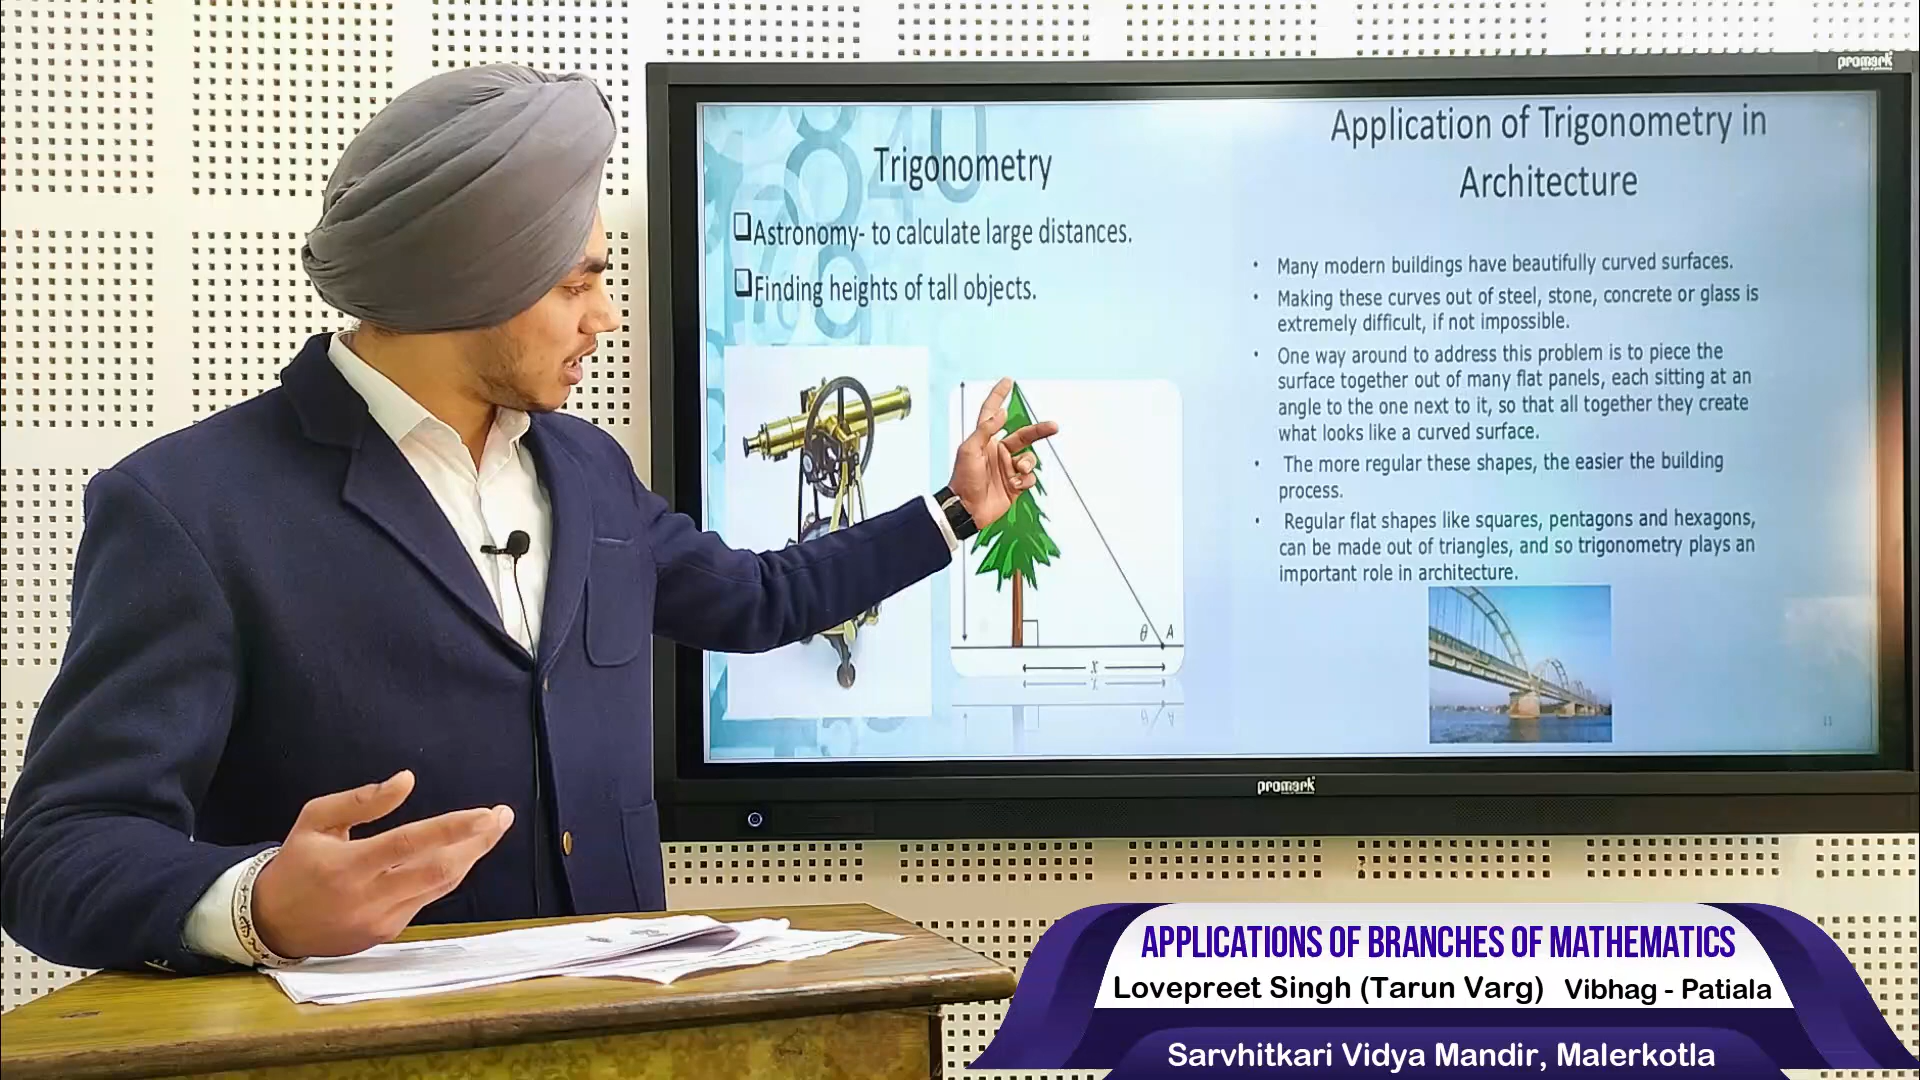 promark
Trigonometry
Astronomy- to calculate large distances.
Finding heights of tall objects.
θ A
x
Application of Trigonometry in
Architecture
• Many modern buildings have beautifully curved surfaces.
• Making these curves out of steel, stone, concrete or glass is
extremely difficult, if not impossible.
• One way around to address this problem is to piece the
surface together out of many flat panels, each sitting at an
angle to the one next to it, so that all together they create
what looks like a curved surface.
• The more regular these shapes, the easier the building
process.
• Regular flat shapes like squares, pentagons and hexagons,
can be made out of triangles, and so trigonometry plays an
important role in architecture.
11
promark
APPLICATIONS OF BRANCHES OF MATHEMATICS
Lovepreet Singh (Tarun Varg) Vibhag - Patiala
Sarvhitkari Vidya Mandir, Malerkotla